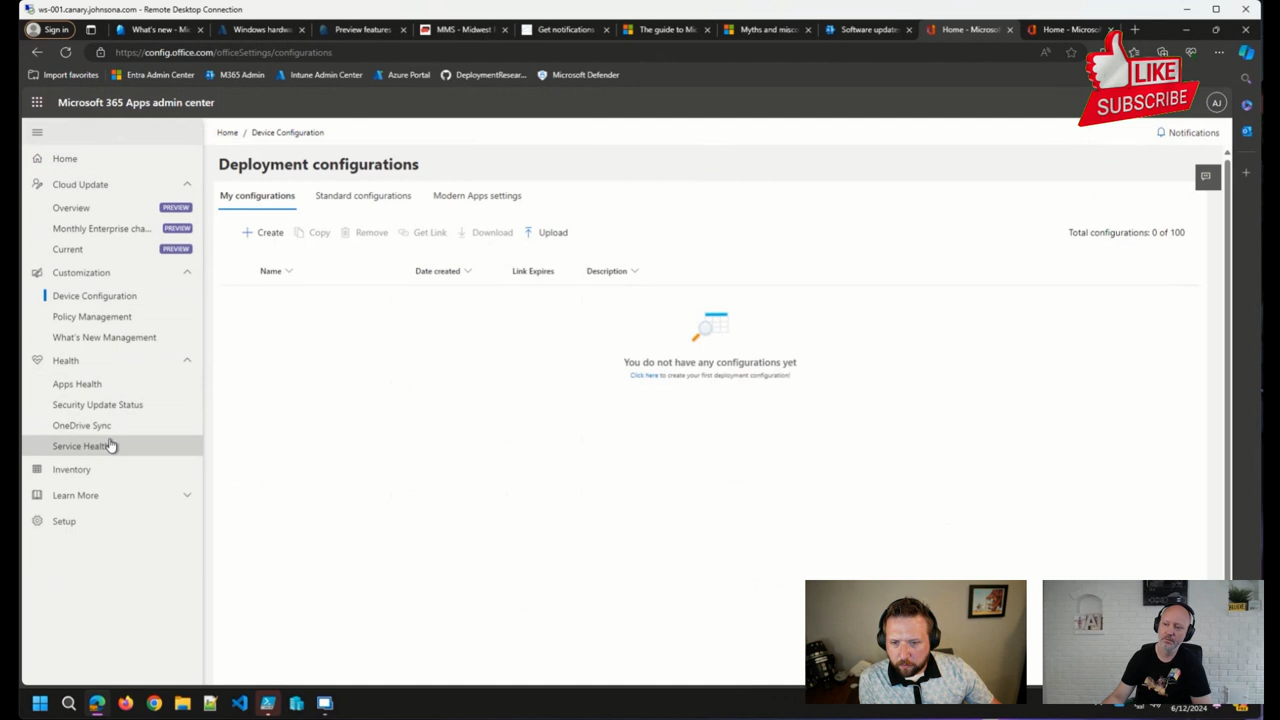 ws-001.canary.johnsona.com - Remote Desktop Connection
Sign in
What's new - Mi
Windows hardw
Preview features
MMS - Midwest
Get notifications
The guide to Mic
Myths and misco
Software update
Home - Microsof
Home - Microsof
https://config.office.com/officeSettings/configurations
Import favorites
Entra Admin Center
M365 Admin
Intune Admin Center
Azure Portal
DeploymentResear...
Microsoft Defender
LIKE
SUBSCRIBE
Microsoft 365 Apps admin center
AJ
Home / Device Configuration
Notifications
Home
Cloud Update
Overview PREVIEW
Monthly Enterprise cha... PREVIEW
Current PREVIEW
Customization
Device Configuration
Policy Management
What's New Management
Health
Apps Health
Security Update Status
OneDrive Sync
Service Health
Inventory
Learn More
Setup
Deployment configurations
My configurations
Standard configurations
Modern Apps settings
Create
Copy
Remove
Get Link
Download
Upload
Total configurations: 0 of 100
Name
Date created
Link Expires
Description
You do not have any configurations yet
Click here to create your first deployment configuration!
6/12/2024